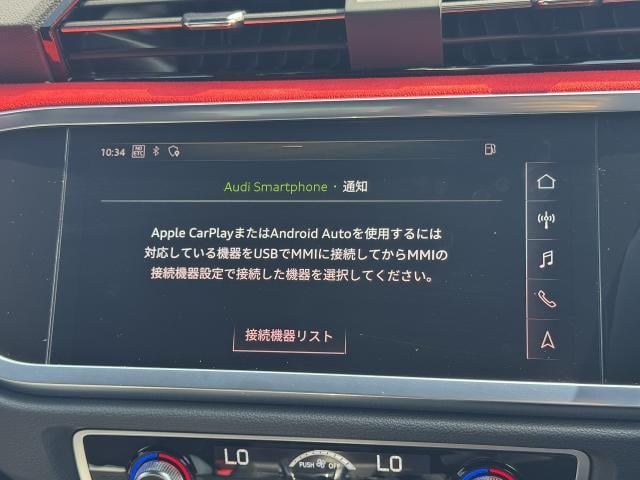 10:34 NO ETC
Audi Smartphone · 通知
Apple CarPlayまたはAndroid Autoを使用するには
対応している機器をUSBでMMIに接続してからMMIの
接続機器設定で接続した機器を選択してください。
接続機器リスト
LO PUSH OFF LO